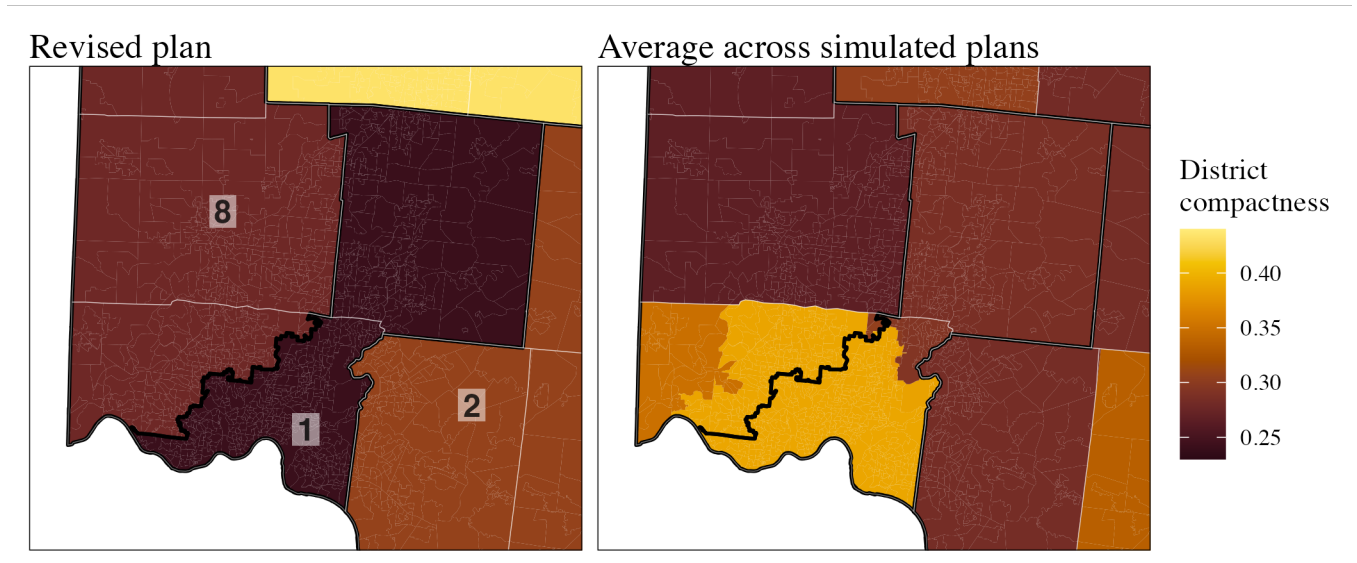 Revised plan
Average across simulated plans
8
1
2
District
compactness
0.40
0.35
0.30
0.25